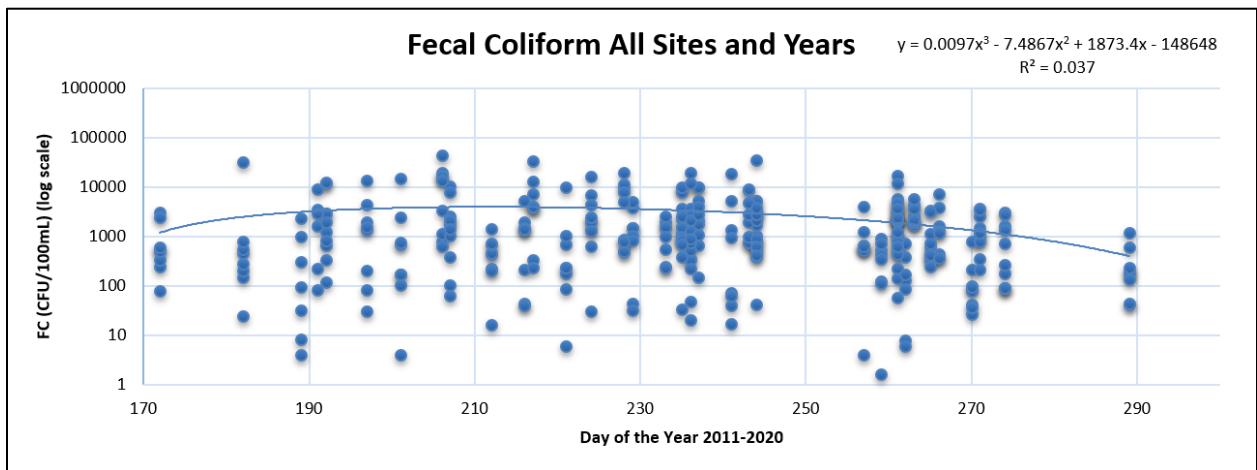 Fecal Coliform All Sites and Years
y = 0.0097x³ - 7.4867x² + 1873.4x - 148648
R² = 0.037
FC (CFU/100mL) (log scale)
1000000
100000
10000
1000
100
10
1
170 190 210 230 250 270 290
Day of the Year 2011-2020